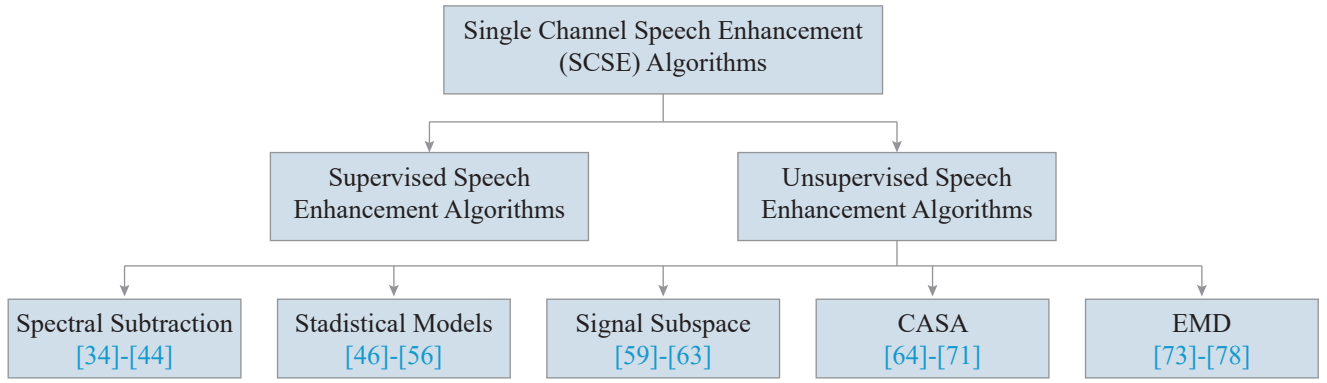 Single Channel Speech Enhancement
(SCSE) Algorithms
Supervised Speech
Enhancement Algorithms
Unsupervised Speech
Enhancement Algorithms
Spectral Subtraction
[34]-[44]
Stadistical Models
[46]-[56]
Signal Subspace
[59]-[63]
CASA
[64]-[71]
EMD
[73]-[78]